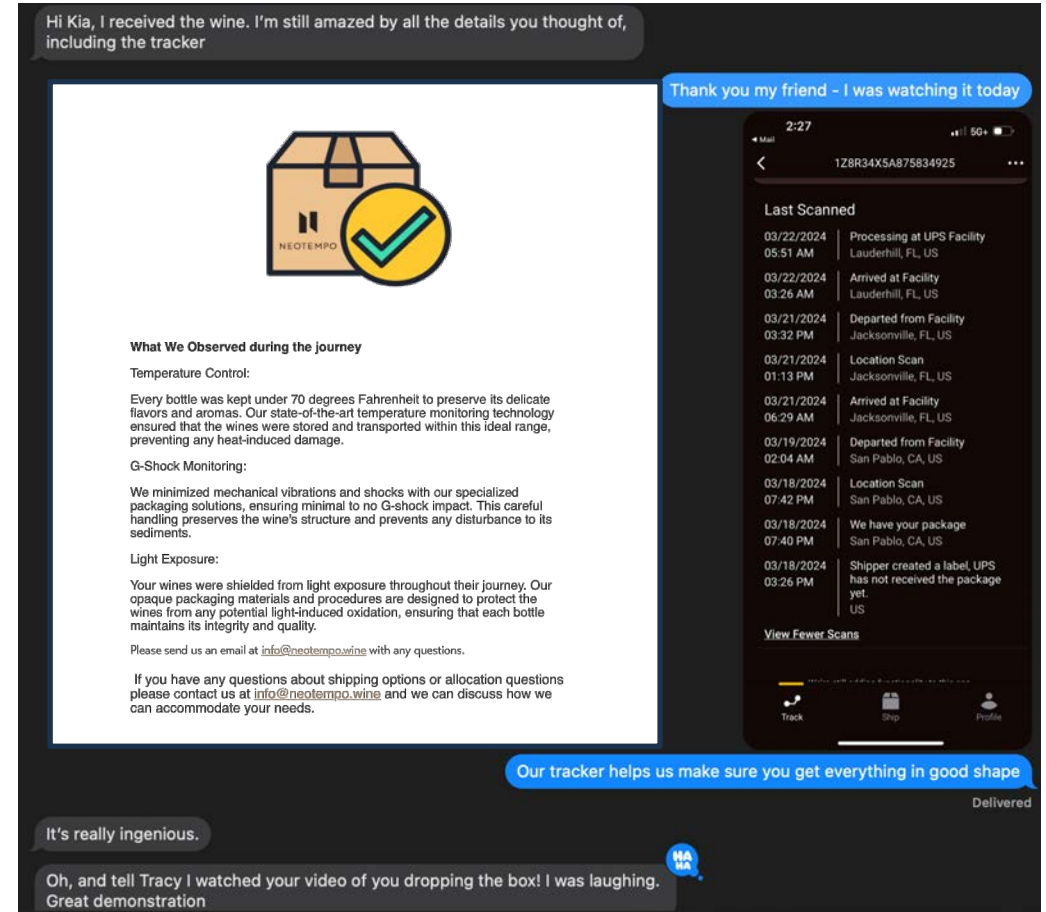 Hi Kia, I received the wine. I'm still amazed by all the details you thought of,
including the tracker
Thank you my friend - I was watching it today
NEOTEMPO
What We Observed during the journey
Temperature Control:
Every bottle was kept under 70 degrees Fahrenheit to preserve its delicate
flavors and aromas. Our state-of-the-art temperature monitoring technology
ensured that the wines were stored and transported within this ideal range,
preventing any heat-induced damage.
G-Shock Monitoring:
We minimized mechanical vibrations and shocks with our specialized
packaging solutions, ensuring minimal to no G-shock impact. This careful
handling preserves the wine's structure and prevents any disturbance to its
sediments.
Light Exposure:
Your wines were shielded from light exposure throughout their journey. Our
opaque packaging materials and procedures are designed to protect the
wines from any potential light-induced oxidation, ensuring that each bottle
maintains its integrity and quality.
Please send us an email at info@neotempo.wine with any questions.
If you have any questions about shipping options or allocation questions
please contact us at info@neotempo.wine and we can discuss how we
can accommodate your needs.
2:27
5G+
Mail
1Z8R34X5A875834925
Last Scanned
03/22/2024 Processing at UPS Facility
05:51 AM Lauderhill, FL, US
03/22/2024 Arrived at Facility
03:26 AM Lauderhill, FL, US
03/21/2024 Departed from Facility
03:32 PM Jacksonville, FL, US
03/21/2024 Location Scan
01:13 PM Jacksonville, FL, US
03/21/2024 Arrived at Facility
06:29 AM Jacksonville, FL, US
03/19/2024 Departed from Facility
02:04 AM San Pablo, CA, US
03/18/2024 Location Scan
07:42 PM San Pablo, CA, US
03/18/2024 We have your package
07:40 PM San Pablo, CA, US
03/18/2024 Shipper created a label, UPS
03:26 PM has not received the package
yet.
US
View Fewer Scans
Track Ship Profile
Our tracker helps us make sure you get everything in good shape
Delivered
It's really ingenious.
HA
HA
Oh, and tell Tracy I watched your video of you dropping the box! I was laughing.
Great demonstration